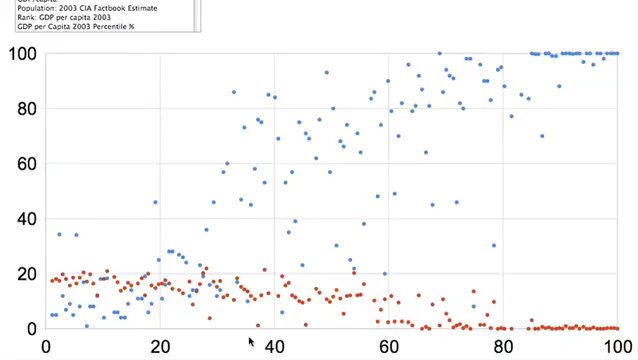 Population: 2003 CIA Factbook Estimate
Rank: GDP per capita 2003
GDP per Capita 2003 Percentile %
100
80
60
40
20
0
0 20 40 60 80 100